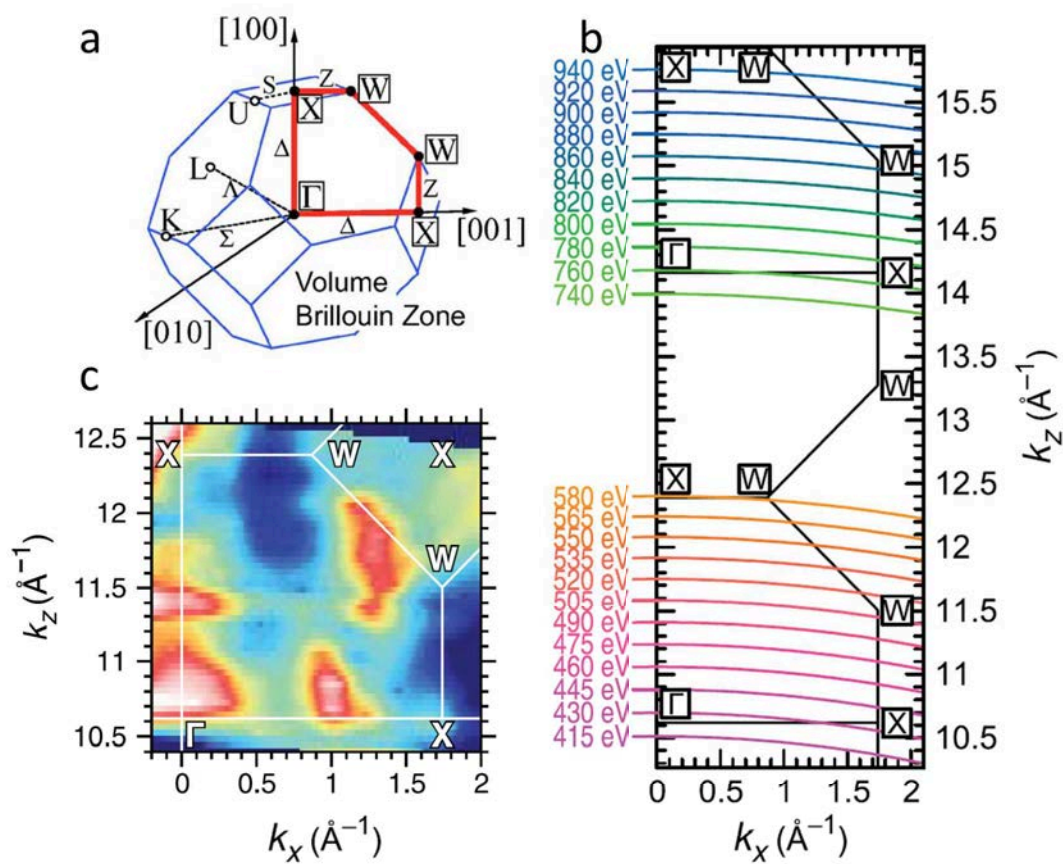 a
[100]
S
Z
W
U
X
Δ
W
L
Λ
Γ
Z
K
Σ
Δ
X
[001]
Volume
Brillouin Zone
[010]
b
940 eV
920 eV
900 eV
880 eV
860 eV
840 eV
820 eV
800 eV
780 eV
760 eV
740 eV
580 eV
565 eV
550 eV
535 eV
520 eV
505 eV
490 eV
475 eV
460 eV
445 eV
430 eV
415 eV
X W
W
Γ
X
W
X W
W
Γ
X
15.5
15
14.5
14
13.5
13
12.5
12
11.5
11
10.5
kz (Å−1)
0 0.5 1 1.5 2
kx (Å−1)
c
12.5
12
11.5
11
10.5
kz (Å−1)
X W X
W
Γ X
0 0.5 1 1.5 2
kx (Å−1)